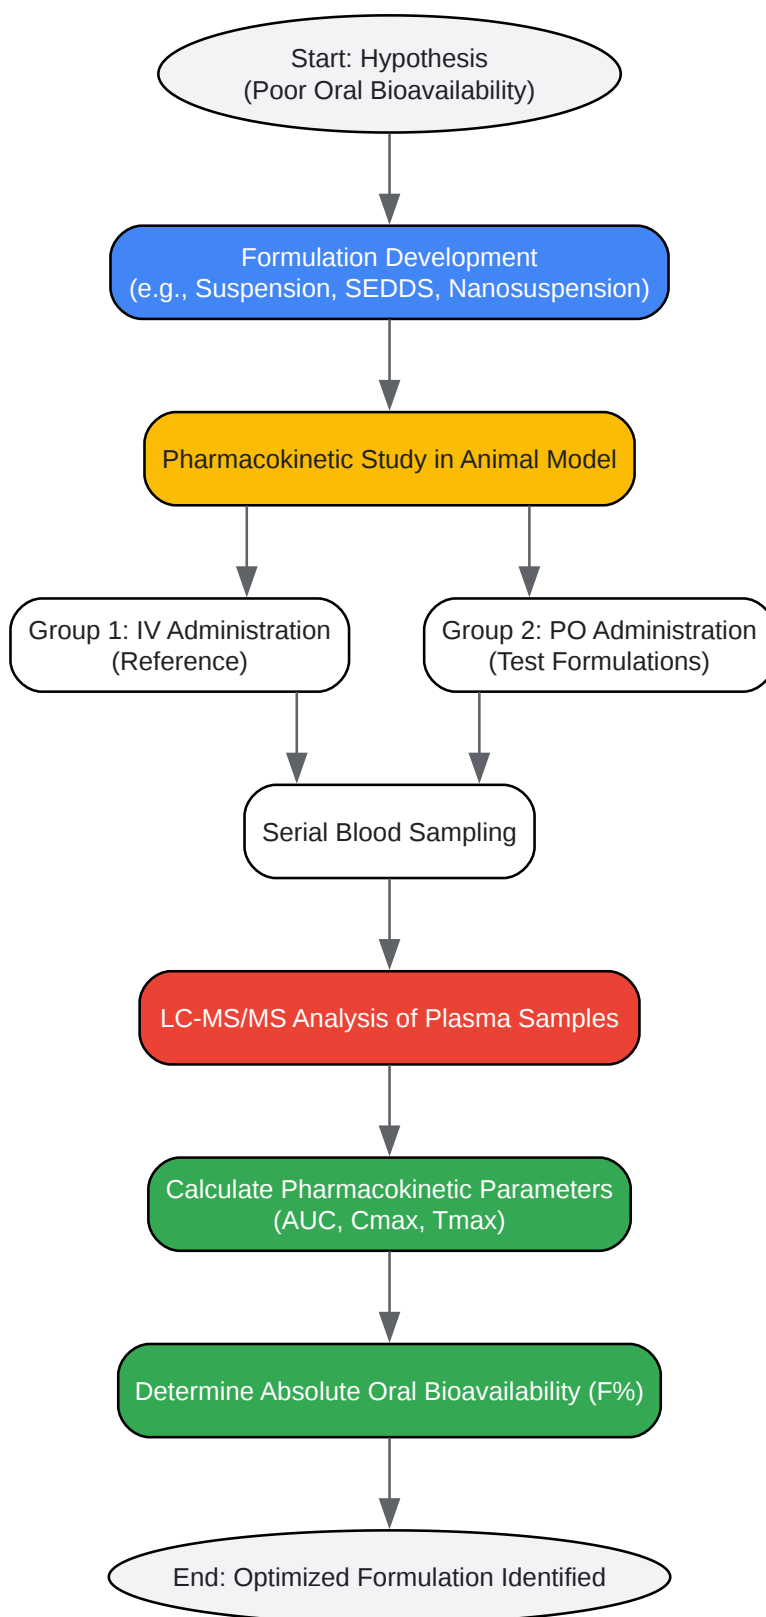 Start: Hypothesis
(Poor Oral Bioavailability)
Formulation Development
(e.g., Suspension, SEDDS, Nanosuspension)
Pharmacokinetic Study in Animal Model
Group 1: IV Administration
(Reference)
Group 2: PO Administration
(Test Formulations)
Serial Blood Sampling
LC-MS/MS Analysis of Plasma Samples
Calculate Pharmacokinetic Parameters
(AUC, Cmax, Tmax)
Determine Absolute Oral Bioavailability (F%)
End: Optimized Formulation Identified